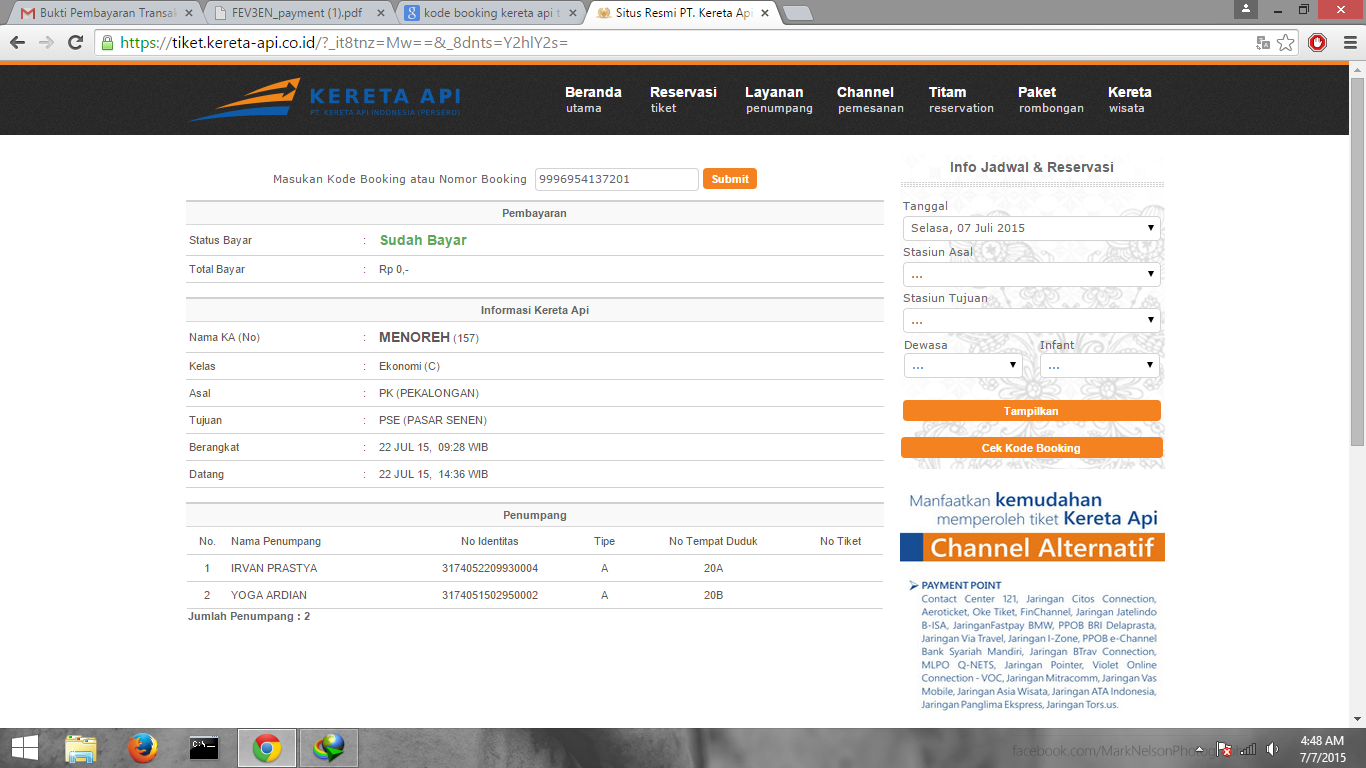 Bukti Pembayaran Transak
FEV3EN_payment (1).pdf
kode booking kereta api t
Situs Resmi PT. Kereta Api
https://tiket.kereta-api.co.id/?_it8tnz=Mw==&_8dnts=Y2hlY2s=
KERETA API
PT. KERETA API INDONESIA (PERSERO)
Beranda Reservasi Layanan Channel Titam Paket Kereta
utama tiket penumpang pemesanan reservation rombongan wisata
Masukan Kode Booking atau Nomor Booking 9996954137201 Submit
Pembayaran
Status Bayar : Sudah Bayar
Total Bayar : Rp 0,-
Informasi Kereta Api
Nama KA (No) : MENOREH (157)
Kelas : Ekonomi (C)
Asal : PK (PEKALONGAN)
Tujuan : PSE (PASAR SENEN)
Berangkat : 22 JUL 15, 09:28 WIB
Datang : 22 JUL 15, 14:36 WIB
Penumpang
No. Nama Penumpang No Identitas Tipe No Tempat Duduk No Tiket
1 IRVAN PRASTYA 3174052209930004 A 20A
2 YOGA ARDIAN 3174051502950002 A 20B
Jumlah Penumpang : 2
Info Jadwal & Reservasi
Tanggal
Selasa, 07 Juli 2015
Stasiun Asal
...
Stasiun Tujuan
...
Dewasa Infant
... ...
Tampilkan
Cek Kode Booking
Manfaatkan kemudahan
memperoleh tiket Kereta Api
Channel Alternatif
PAYMENT POINT
Contact Center 121, Jaringan Citos Connection,
Aeroticket, Oke Tiket, FinChannel, Jaringan Jatelindo
B-ISA, JaringanFastpay BMW, PPOB BRI Delaprasta,
Jaringan Via Travel, Jaringan I-Zone, PPOB e-Channel
Bank Syariah Mandiri, Jaringan BTrav Connection,
MLPO Q-NETS, Jaringan Pointer, Violet Online
Connection - VOC, Jaringan Mitracomm, Jaringan Vas
Mobile, Jaringan Asia Wisata, Jaringan ATA Indonesia,
Jaringan Panglima Ekspress, Jaringan Tors.us.
C:\_
4:48 AM
7/7/2015